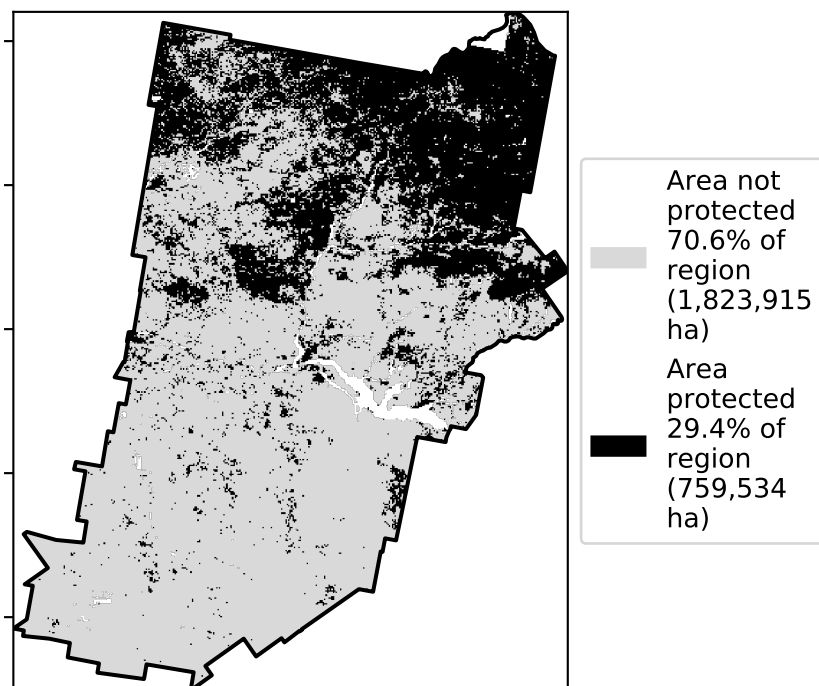 Area not
protected
70.6% of
region
(1,823,915
ha)
Area
protected
29.4% of
region
(759,534
ha)